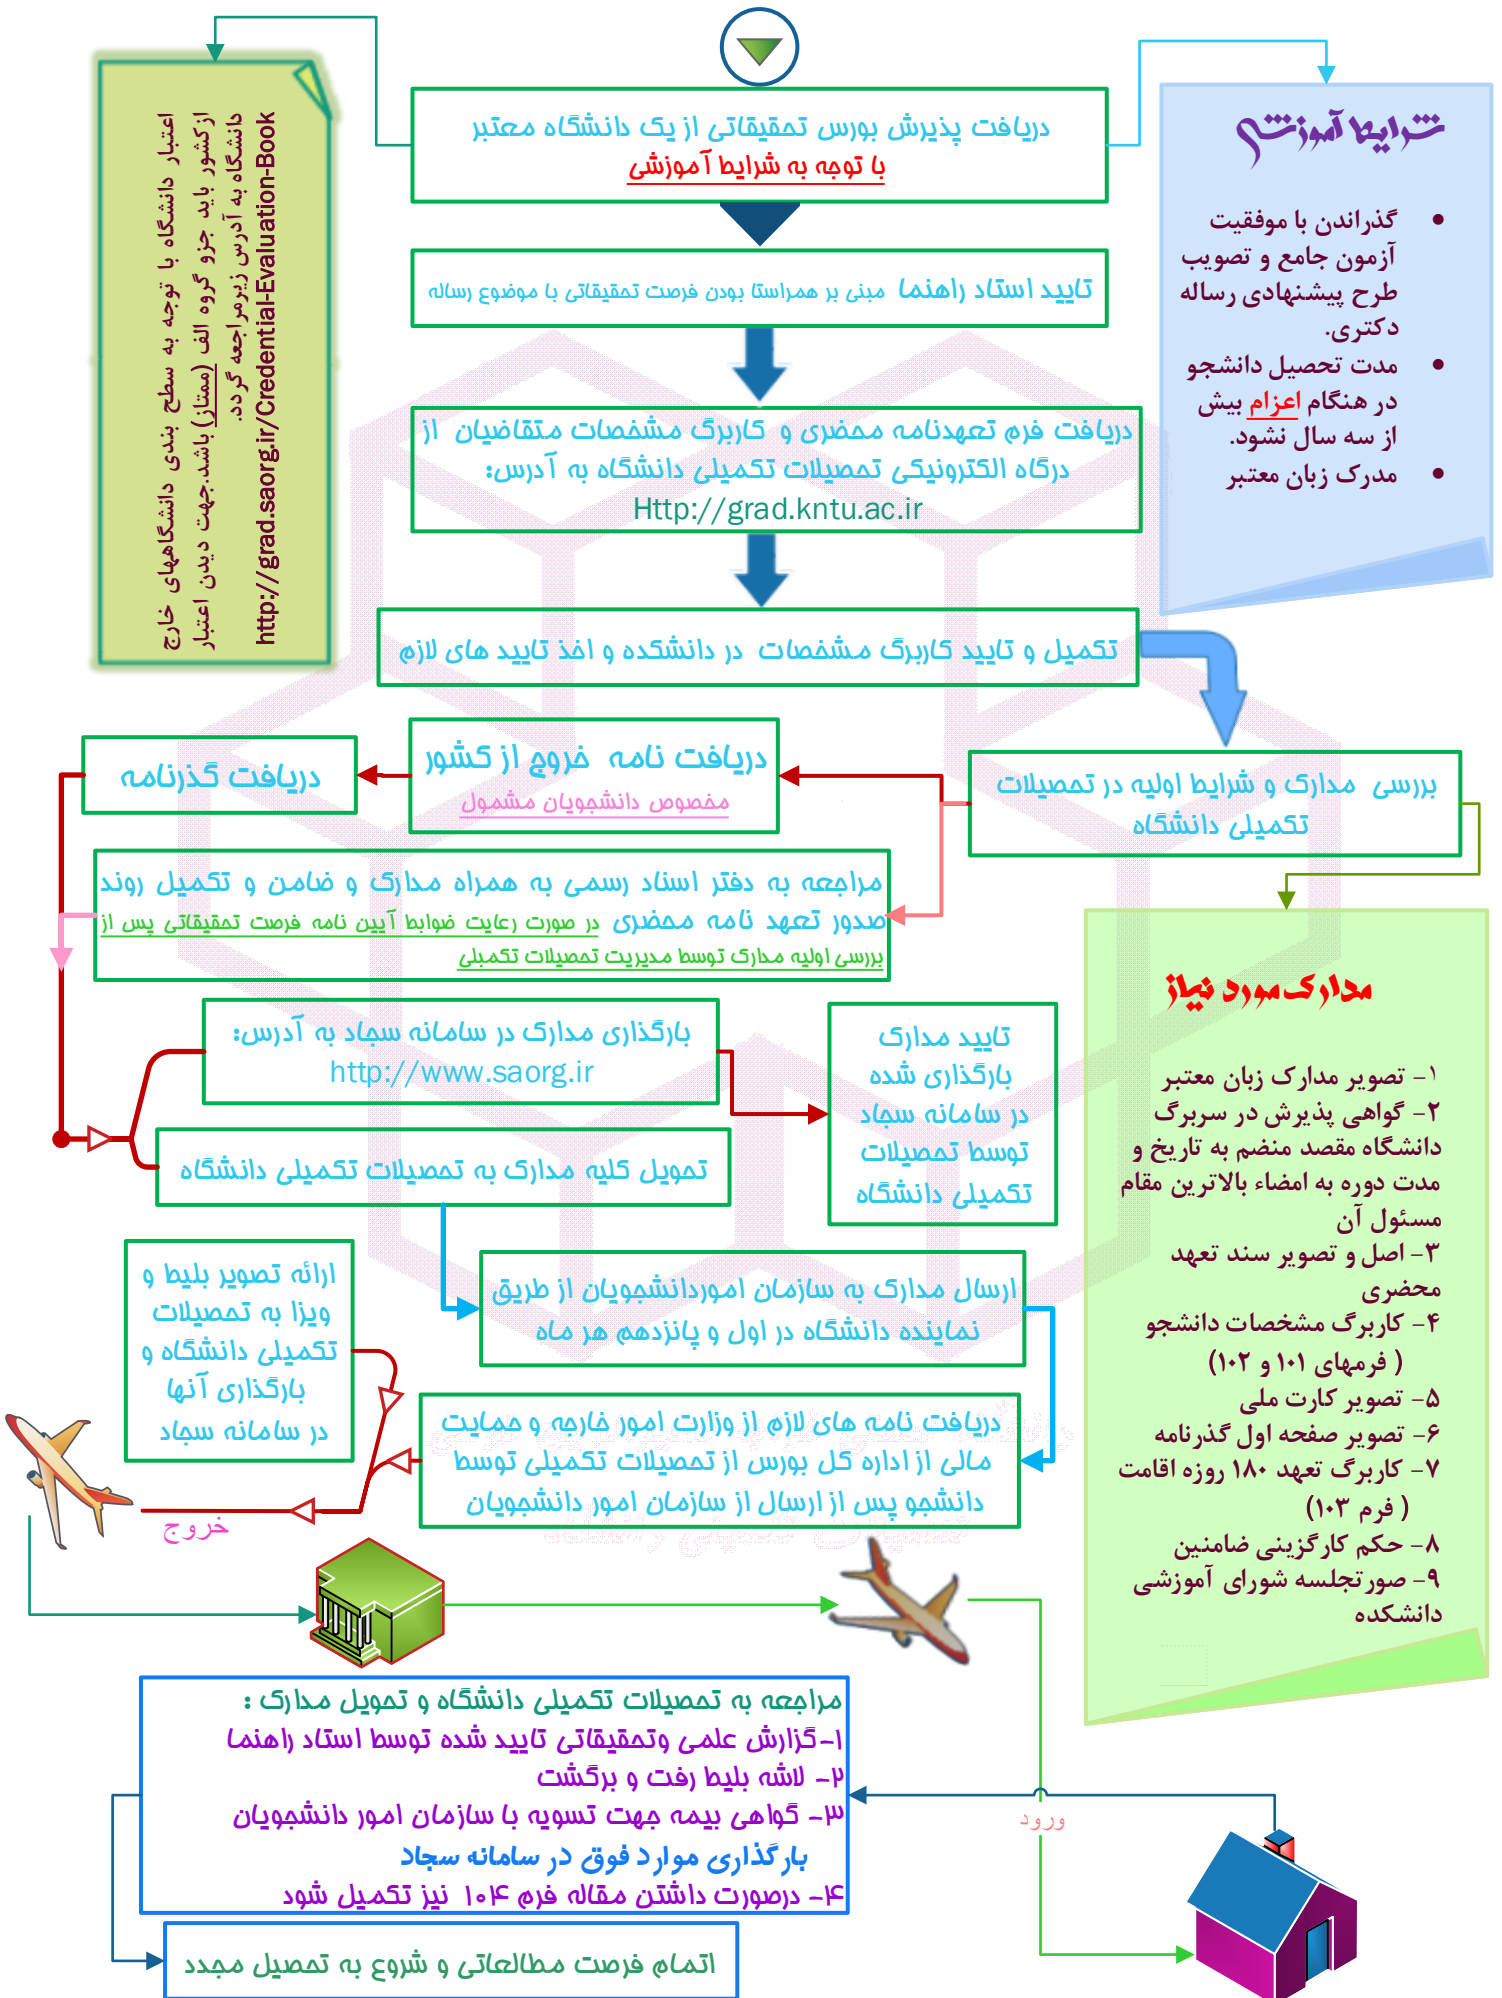 دریافت پذیرش بورس تحقیقاتی از یک دانشگاه معتبر
با توجه به شرایط آموزشی
اعتبار دانشگاه با توجه به سطح بندی دانشگاههای خارج
ازکشور باید جزو گروه الف (ممتاز) باشد.جهت دیدن اعتبار
دانشگاه به آدرس زیرمراجعه گردد.
http://grad.saorg.ir/Credential-Evaluation-Book
شرایط آموزشی
• گذراندن با موفقیت
آزمون جامع و تصویب
طرح پیشنهادی رساله
دکتری.
• مدت تحصیل دانشجو
در هنگام اعزام بیش
از سه سال نشود.
• مدرک زبان معتبر
تایید استاد راهنما مبنی بر همراستا بودن فرصت تحقیقاتی با موضوع رساله
دریافت فرم تعهدنامه محضری و کاربرگ مشخصات متقاضیان از
درگاه الکترونیکی تحصیلات تکمیلی دانشگاه به آدرس:
Http://grad.kntu.ac.ir
تکمیل و تایید کاربرگ مشخصات در دانشکده و اخذ تایید های لازم
بررسی مدارک و شرایط اولیه در تحصیلات
تکمیلی دانشگاه
دریافت نامه خروج از کشور
مخصوص دانشجویان مشمول
دریافت گذرنامه
مراجعه به دفتر اسناد رسمی به همراه مدارک و ضامن و تکمیل روند
صدور تعهد نامه محضری در صورت رعایت ضوابط آیین نامه فرصت تحقیقاتی پس از
بررسی اولیه مدارک توسط مدیریت تحصیلات تکمبلی
مدارک مورد نیاز
۱- تصویر مدارک زبان معتبر
۲- گواهی پذیرش در سربرگ
دانشگاه مقصد منضم به تاریخ و
مدت دوره به امضاء بالاترین مقام
مسئول آن
۳- اصل و تصویر سند تعهد
محضری
۴- کاربرگ مشخصات دانشجو
( فرمهای ۱۰۱ و ۱۰۲)
۵- تصویر کارت ملی
۶- تصویر صفحه اول گذرنامه
۷- کاربرگ تعهد ۱۸۰ روزه اقامت
( فرم ۱۰۳)
۸- حکم کارگزینی ضامنین
۹- صورتجلسه شورای آموزشی
دانشکده
بارگذاری مدارک در سامانه سجاد به آدرس:
http://www.saorg.ir
تایید مدارک
بارگذاری شده
در سامانه سجاد
توسط تحصیلات
تکمیلی دانشگاه
تحویل کلیه مدارک به تحصیلات تکمیلی دانشگاه
ارسال مدارک به سازمان اموردانشجویان از طریق
نماینده دانشگاه در اول و پانزدهم هر ماه
ارائه تصویر بلیط و
ویزا به تحصیلات
تکمیلی دانشگاه و
بارگذاری آنها
در سامانه سجاد
دریافت نامه های لازم از وزارت امور خارجه و حمایت
مالی از اداره کل بورس از تحصیلات تکمیلی توسط
دانشجو پس از ارسال از سازمان امور دانشجویان
خروج
مراجعه به تحصیلات تکمیلی دانشگاه و تحویل مدارک :
۱-گزارش علمی وتحقیقاتی تایید شده توسط استاد راهنما
۲- لاشه بلیط رفت و برگشت
۳- گواهی بیمه جهت تسویه با سازمان امور دانشجویان
بارگذاری موارد فوق در سامانه سجاد
۴- درصورت داشتن مقاله فرم ۱۰۴ نیز تکمیل شود
ورود
اتمام فرصت مطالعاتی و شروع به تحصیل مجدد